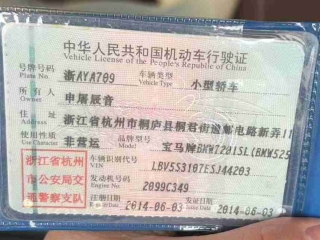 中华人民共和国机动车行驶证
Vehicle License of the People's Republic of China
号牌号码 浙AYA709 车辆类型 小型轿车
Plate No. Vehicle Type
所有人 申屠展音
Owner
住址 浙江省杭州市桐庐县桐君街道邮电路新弄11
Address
使用性质 非营运 品牌型号 宝马牌BMW7201SL(BMW525
Use Character Model
浙江省杭州 车辆识别代号 LBV5S3107ESJ44203
VIN
市公安局交 发动机号码 2099C349
Engine No.
通警察支队 注册日期 2014-06-03 发证日期 2014-06-03